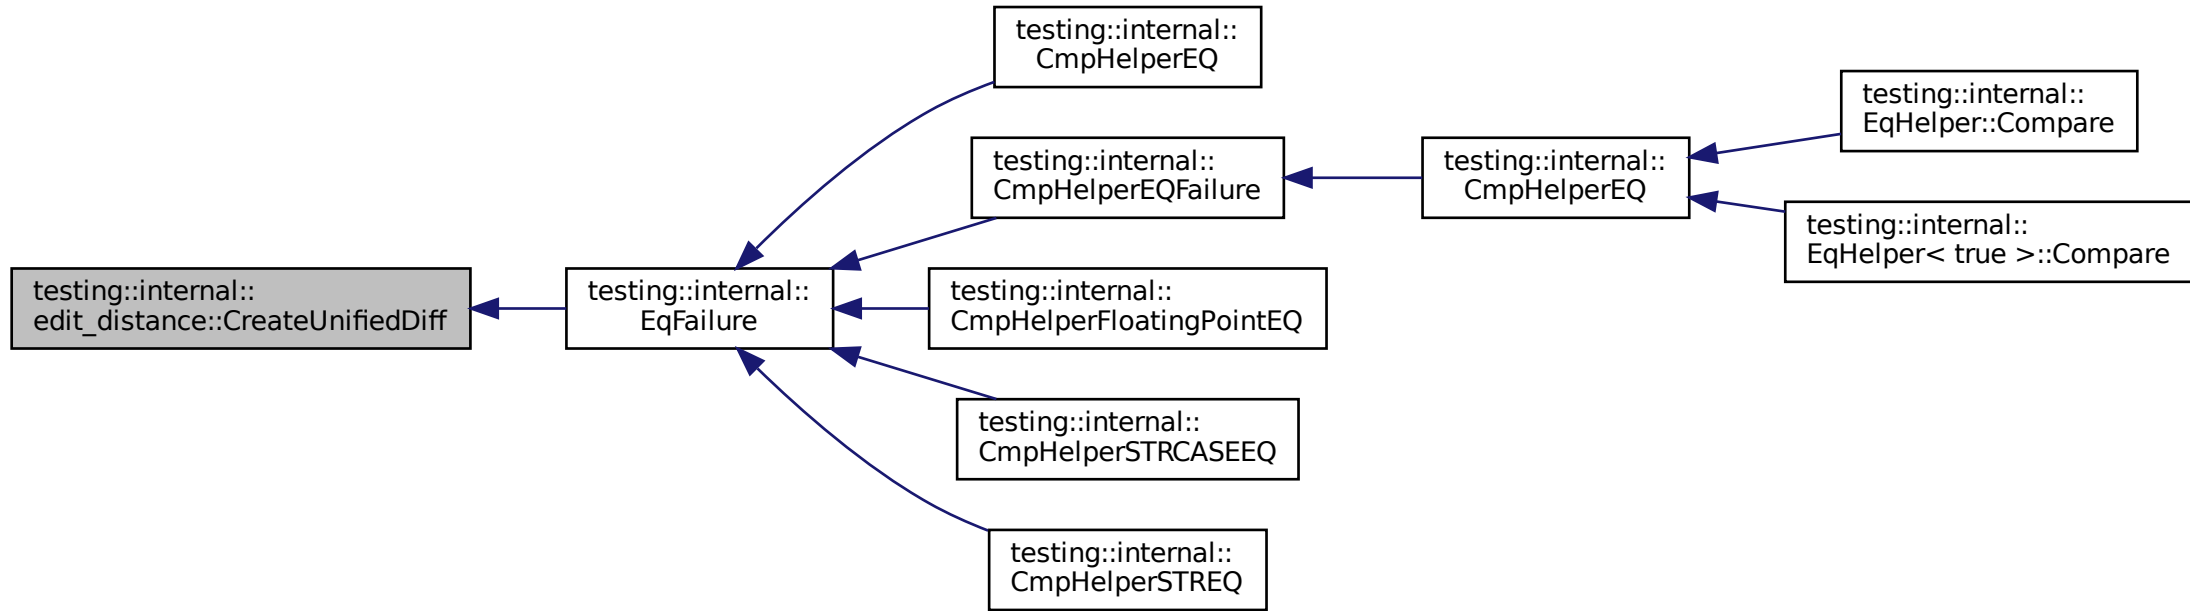 testing::internal::
edit_distance::CreateUnifiedDiff
testing::internal::
EqFailure
testing::internal::
CmpHelperEQ
testing::internal::
CmpHelperEQFailure
testing::internal::
CmpHelperFloatingPointEQ
testing::internal::
CmpHelperSTRCASEEQ
testing::internal::
CmpHelperSTREQ
testing::internal::
CmpHelperEQ
testing::internal::
EqHelper::Compare
testing::internal::
EqHelper< true >::Compare